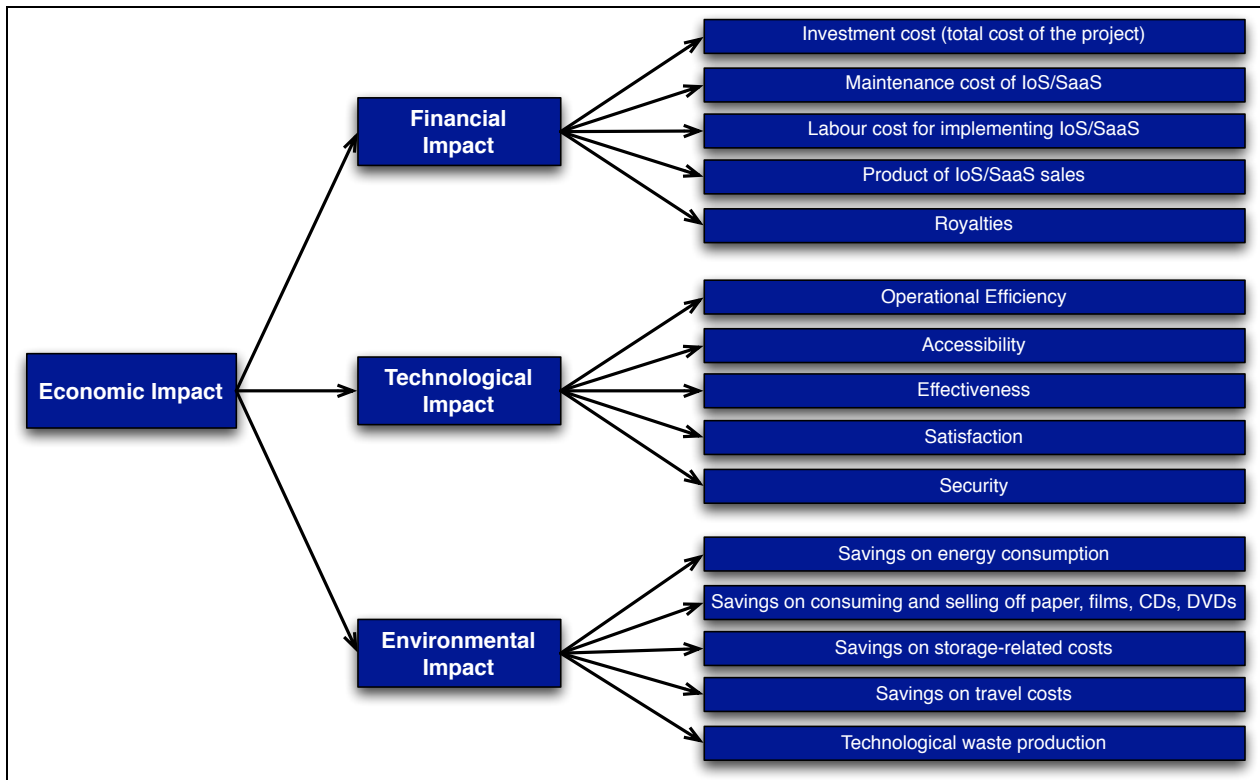 Economic Impact
Financial
Impact
Investment cost (total cost of the project)
Maintenance cost of IoS/SaaS
Labour cost for implementing IoS/SaaS
Product of IoS/SaaS sales
Royalties
Technological
Impact
Operational Efficiency
Accessibility
Effectiveness
Satisfaction
Security
Environmental
Impact
Savings on energy consumption
Savings on consuming and selling off paper, films, CDs, DVDs
Savings on storage-related costs
Savings on travel costs
Technological waste production